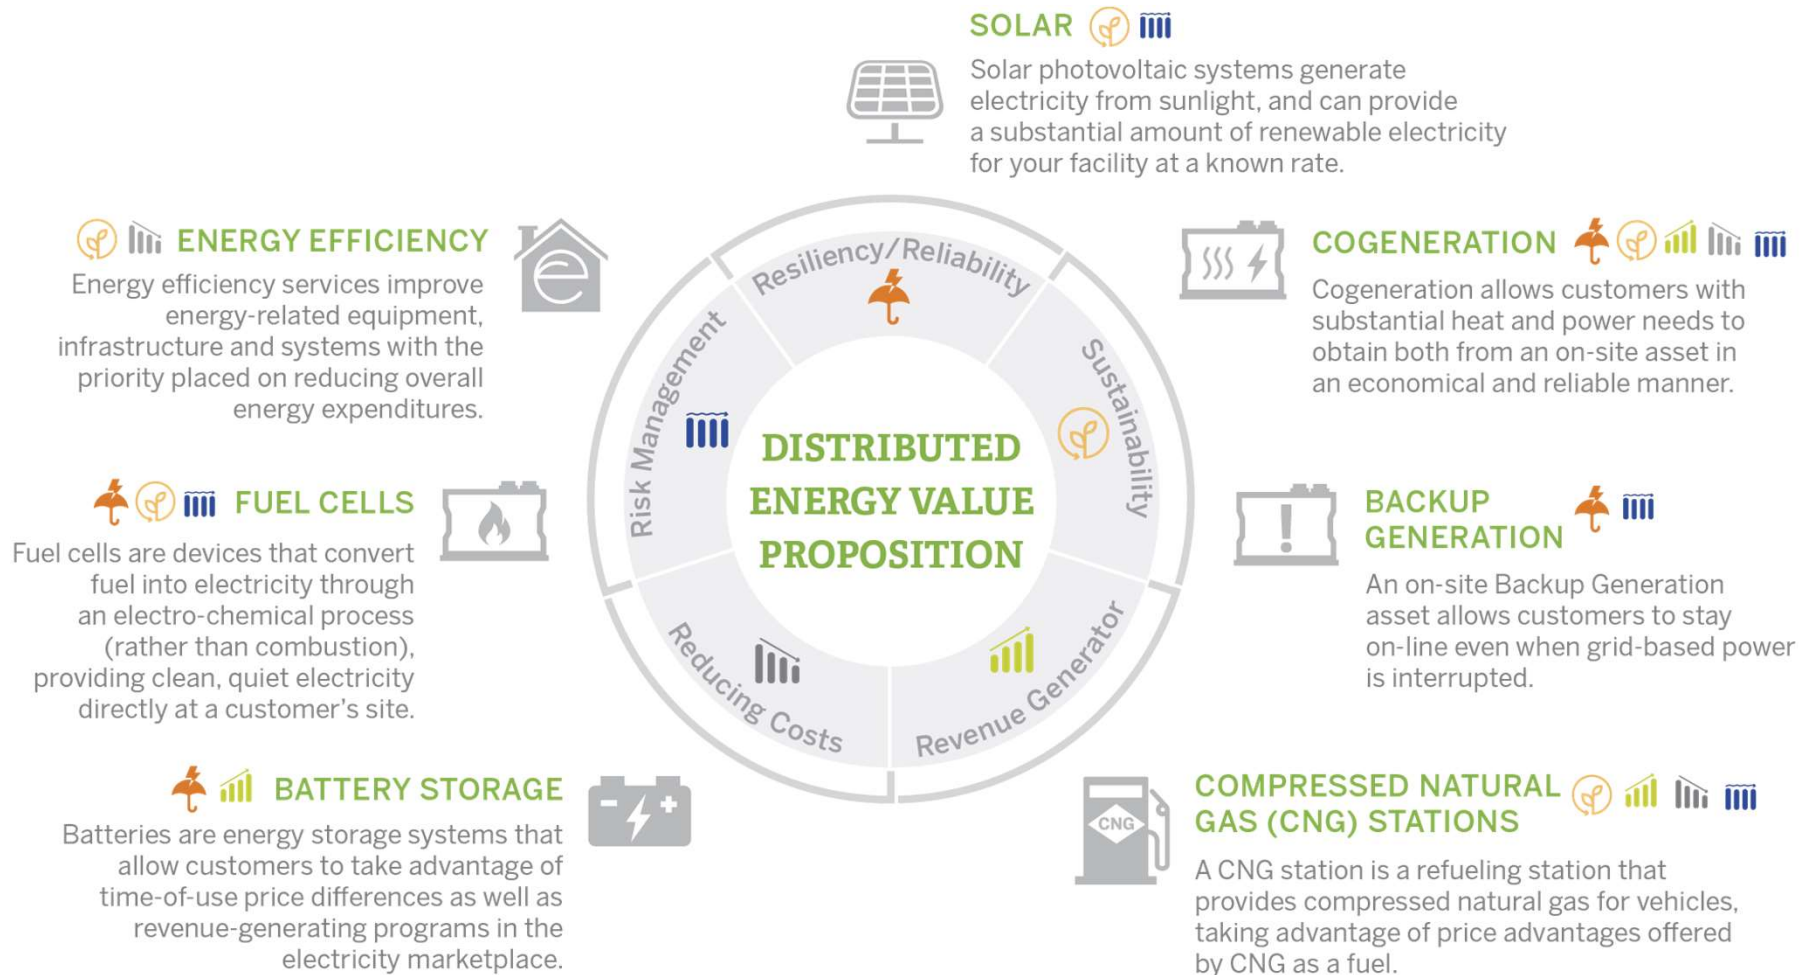 SOLAR
Solar photovoltaic systems generate
electricity from sunlight, and can provide
a substantial amount of renewable electricity
for your facility at a known rate.
ENERGY EFFICIENCY
Energy efficiency services improve
energy-related equipment,
infrastructure and systems with the
priority placed on reducing overall
energy expenditures.
e
COGENERATION
Cogeneration allows customers with
substantial heat and power needs to
obtain both from an on-site asset in
an economical and reliable manner.
Resiliency/Reliability
Risk Management
Sustainability
DISTRIBUTED
ENERGY VALUE
PROPOSITION
Reducing Costs
Revenue Generator
FUEL CELLS
Fuel cells are devices that convert
fuel into electricity through
an electro-chemical process
(rather than combustion),
providing clean, quiet electricity
directly at a customer’s site.
!
BACKUP
GENERATION
An on-site Backup Generation
asset allows customers to stay
on-line even when grid-based power
is interrupted.
BATTERY STORAGE
Batteries are energy storage systems that
allow customers to take advantage of
time-of-use price differences as well as
revenue-generating programs in the
electricity marketplace.
CNG
COMPRESSED NATURAL
GAS (CNG) STATIONS
A CNG station is a refueling station that
provides compressed natural gas for vehicles,
taking advantage of price advantages offered
by CNG as a fuel.